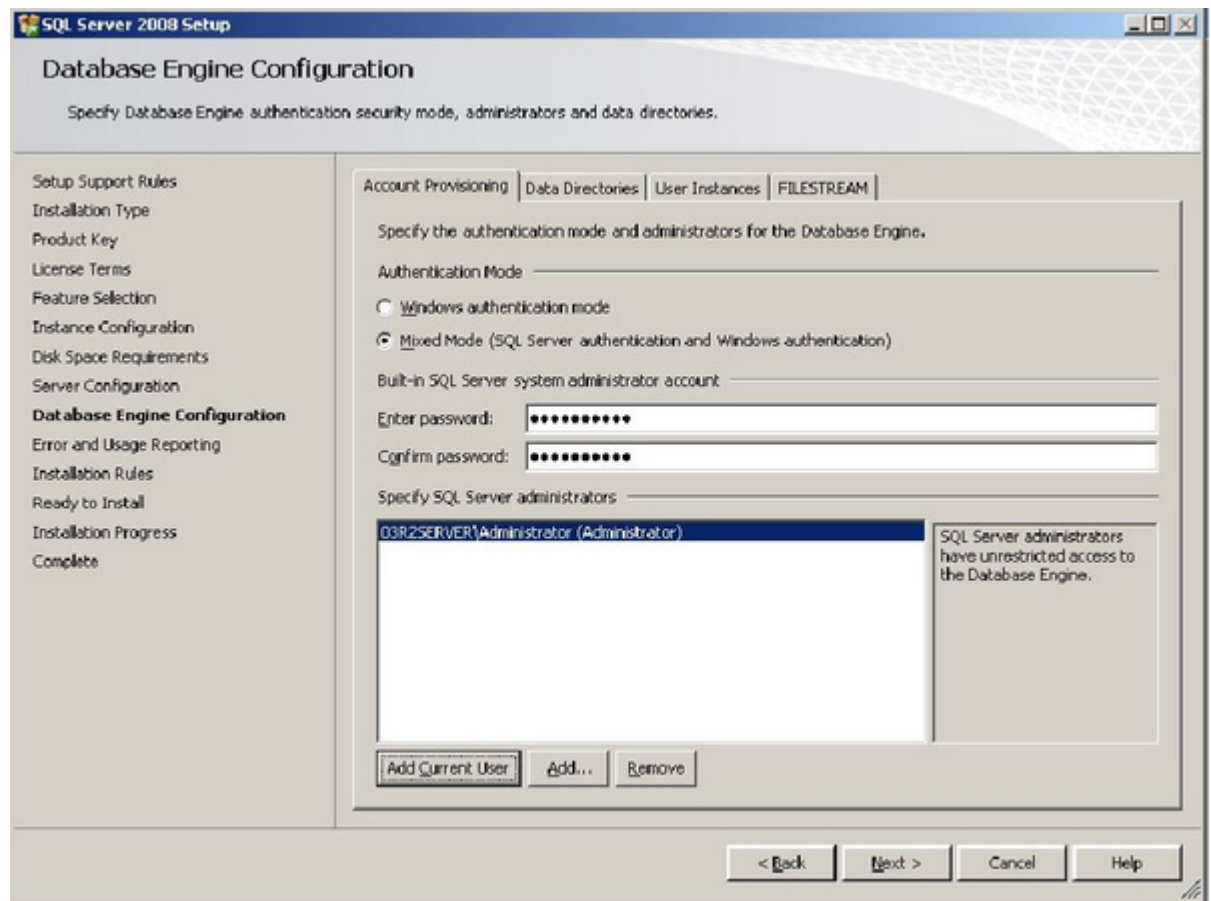 SQL Server 2008 Setup
Database Engine Configuration
Specify Database Engine authentication security mode, administrators and data directories.
Setup Support Rules
Installation Type
Product Key
License Terms
Feature Selection
Instance Configuration
Disk Space Requirements
Server Configuration
Database Engine Configuration
Error and Usage Reporting
Installation Rules
Ready to Install
Installation Progress
Complete
Account Provisioning
Data Directories
User Instances
FILESTREAM
Specify the authentication mode and administrators for the Database Engine.
Authentication Mode
Windows authentication mode
Mixed Mode (SQL Server authentication and Windows authentication)
Built-in SQL Server system administrator account
Enter password: ●●●●●●●●●●
Confirm password: ●●●●●●●●●●
Specify SQL Server administrators
03R2SERVER\Administrator (Administrator)
SQL Server administrators
have unrestricted access to
the Database Engine.
Add Current User
Add...
Remove
< Back
Next >
Cancel
Help